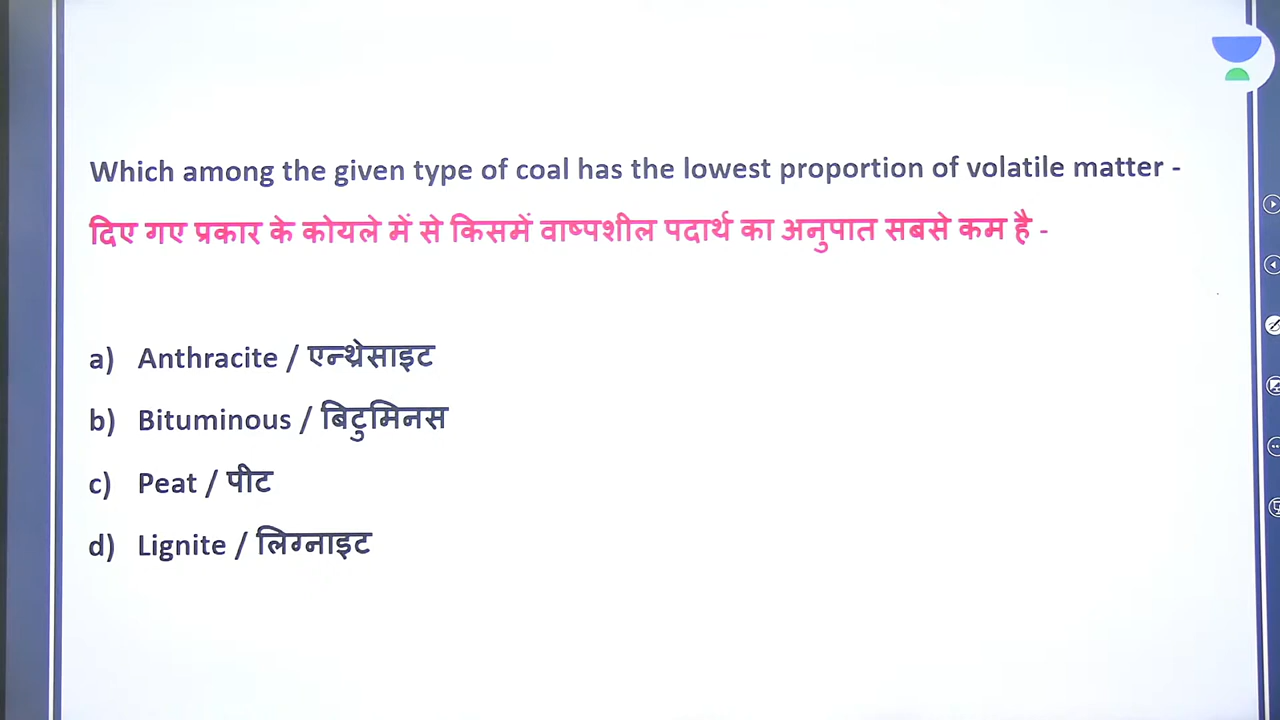 Which among the given type of coal has the lowest proportion of volatile matter -
दिए गए प्रकार के कोयले में से किसमें वाष्पशील पदार्थ का अनुपात सबसे कम है -
a) Anthracite / एन्थ्रेसाइट
b) Bituminous / बिटुमिनस
c) Peat / पीट
d) Lignite / लिग्नाइट